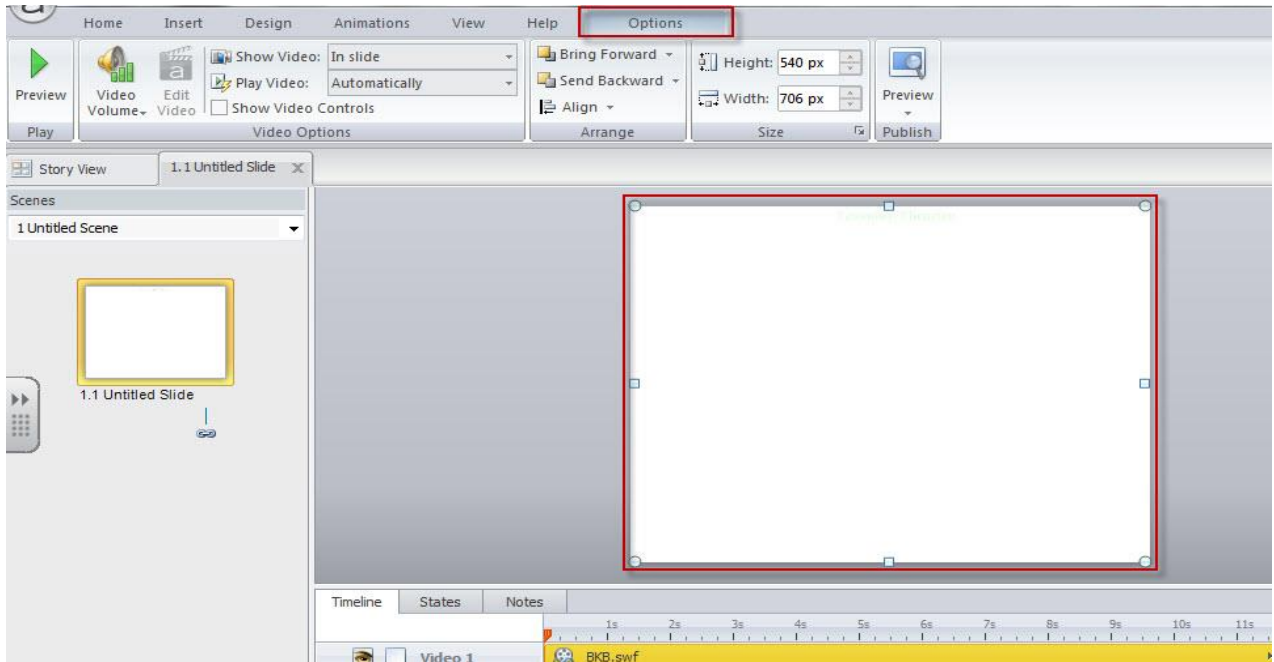 Home Insert Design Animations View Help Options
Preview
Play
Video Volume
Edit Video
Show Video: In slide
Play Video: Automatically
Show Video Controls
Video Options
Bring Forward
Send Backward
Align
Arrange
Height: 540 px
Width: 706 px
Size
Preview
Publish
Story View
1.1 Untitled Slide
Scenes
1 Untitled Scene
1.1 Untitled Slide
Timeline States Notes
1s 2s 3s 4s 5s 6s 7s 8s 9s 10s 11s
Video 1
BKB.swf